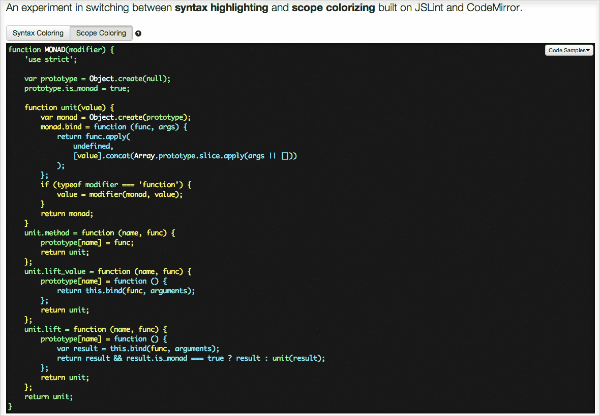 An experiment in switching between syntax highlighting and scope colorizing built on JSLint and CodeMirror.
Syntax Coloring Scope Coloring ?
function MONAD(modifier) { Code Samples
    'use strict';
    var prototype = Object.create(null);
    prototype.is_monad = true;
    function unit(value) {
        var monad = Object.create(prototype);
        monad.bind = function (func, args) {
            return func.apply(
                undefined,
                [value].concat(Array.prototype.slice.apply(args || []))
            );
        };
        if (typeof modifier === 'function') {
            value = modifier(monad, value);
        }
        return monad;
    }
    unit.method = function (name, func) {
        prototype[name] = func;
        return unit;
    };
    unit.lift_value = function (name, func) {
        prototype[name] = function () {
            return this.bind(func, arguments);
        };
        return unit;
    };
    unit.lift = function (name, func) {
        prototype[name] = function () {
            var result = this.bind(func, arguments);
            return result && result.is_monad === true ? result : unit(result);
        };
        return unit;
    };
    return unit;
}